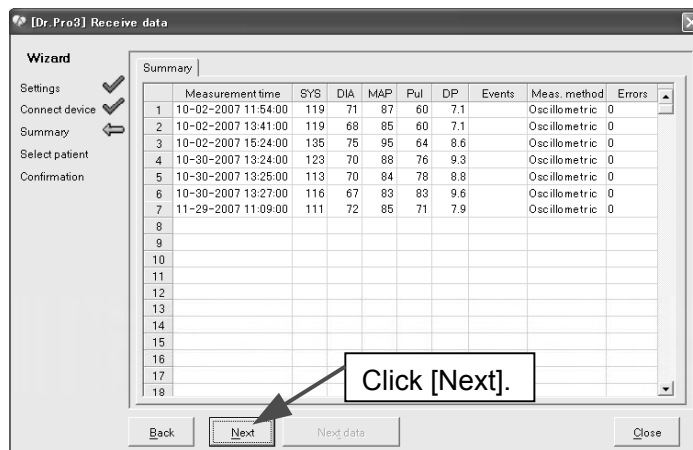 [Dr.Pro3] Receive data
Wizard
Settings
Connect device
Summary
Select patient
Confirmation
Summary
Measurement time SYS DIA MAP Pul DP Events Meas. method Errors
1 10-02-2007 11:54:00 119 71 87 60 7.1 Oscillometric 0
2 10-02-2007 13:41:00 119 68 85 60 7.1 Oscillometric 0
3 10-02-2007 15:24:00 135 75 95 64 8.6 Oscillometric 0
4 10-30-2007 13:24:00 123 70 88 76 9.3 Oscillometric 0
5 10-30-2007 13:25:00 113 70 84 78 8.8 Oscillometric 0
6 10-30-2007 13:27:00 116 67 83 83 9.6 Oscillometric 0
7 11-29-2007 11:09:00 111 72 85 71 7.9 Oscillometric 0
8
9
10
11
12
13
14
15
16
17
18
Click [Next].
Back Next Next data Close